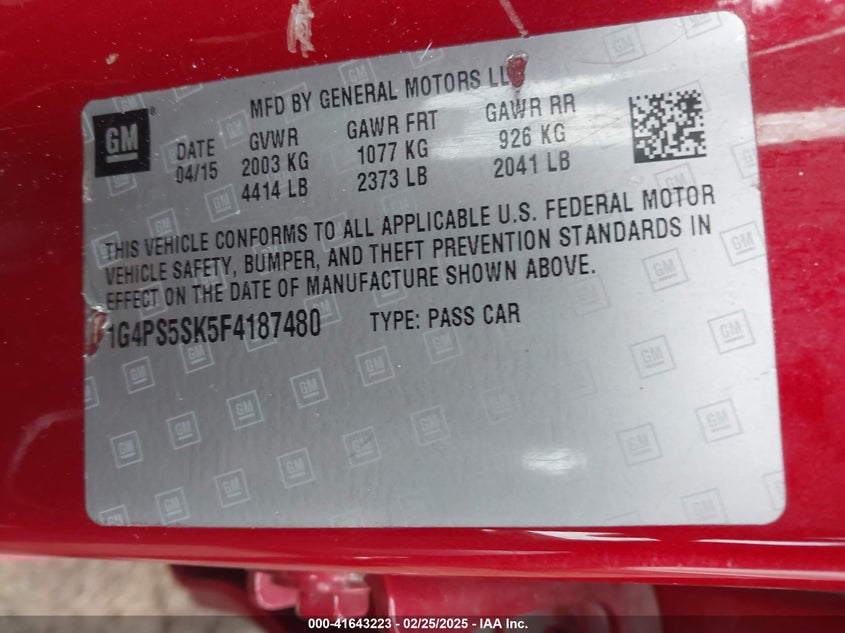 GM
MFD BY GENERAL MOTORS LLC
DATE GVWR GAWR FRT GAWR RR
04/15 2003 KG 1077 KG 926 KG
4414 LB 2373 LB 2041 LB
THIS VEHICLE CONFORMS TO ALL APPLICABLE U.S. FEDERAL MOTOR
VEHICLE SAFETY, BUMPER, AND THEFT PREVENTION STANDARDS IN
EFFECT ON THE DATE OF MANUFACTURE SHOWN ABOVE.
1G4PS5SK5F4187480 TYPE: PASS CAR
000-41643223 - 02/25/2025 - IAA Inc.